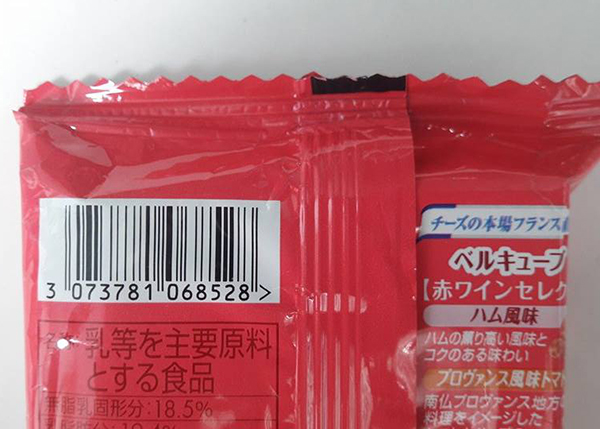 3 073781 068528 >
名称 乳等を主要原料
とする食品
無脂乳固形分:18.5%
チーズの本場フランス
ベルキューブ
【赤ワインセレク
ハム風味
ハムの薫り高い風味と
コクのある味わい
プロヴァンス風味トマト
南仏プロヴァンス地方
料理をイメージした